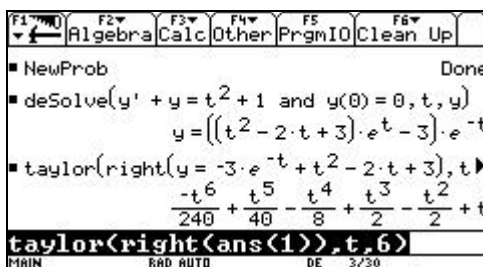 F1 F2 F3 F4 F5 F6
Algebra Calc Other PrgmIO Clean Up
▪ NewProb Done
▪ deSolve(y' + y = t² + 1 and y(0) = 0, t, y)
y = ((t² − 2·t + 3)·e^t − 3)·e^-t
▪ taylor(right(y = -3·e^-t + t² − 2·t + 3), t▶
-t⁶/240 + t⁵/40 − t⁴/8 + t³/2 − t²/2 + t
taylor(right(ans(1)),t,6)
MAIN RAD AUTO DE 3/30